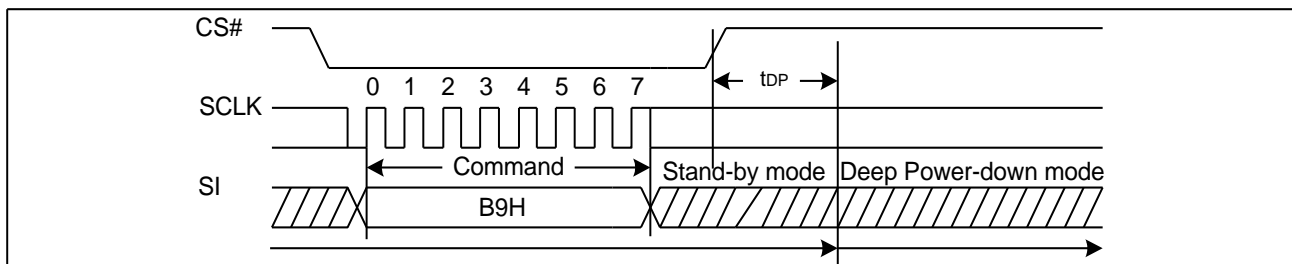 CS#
tDP
0 1 2 3 4 5 6 7
SCLK
Command
Stand-by mode Deep Power-down mode
SI
B9H